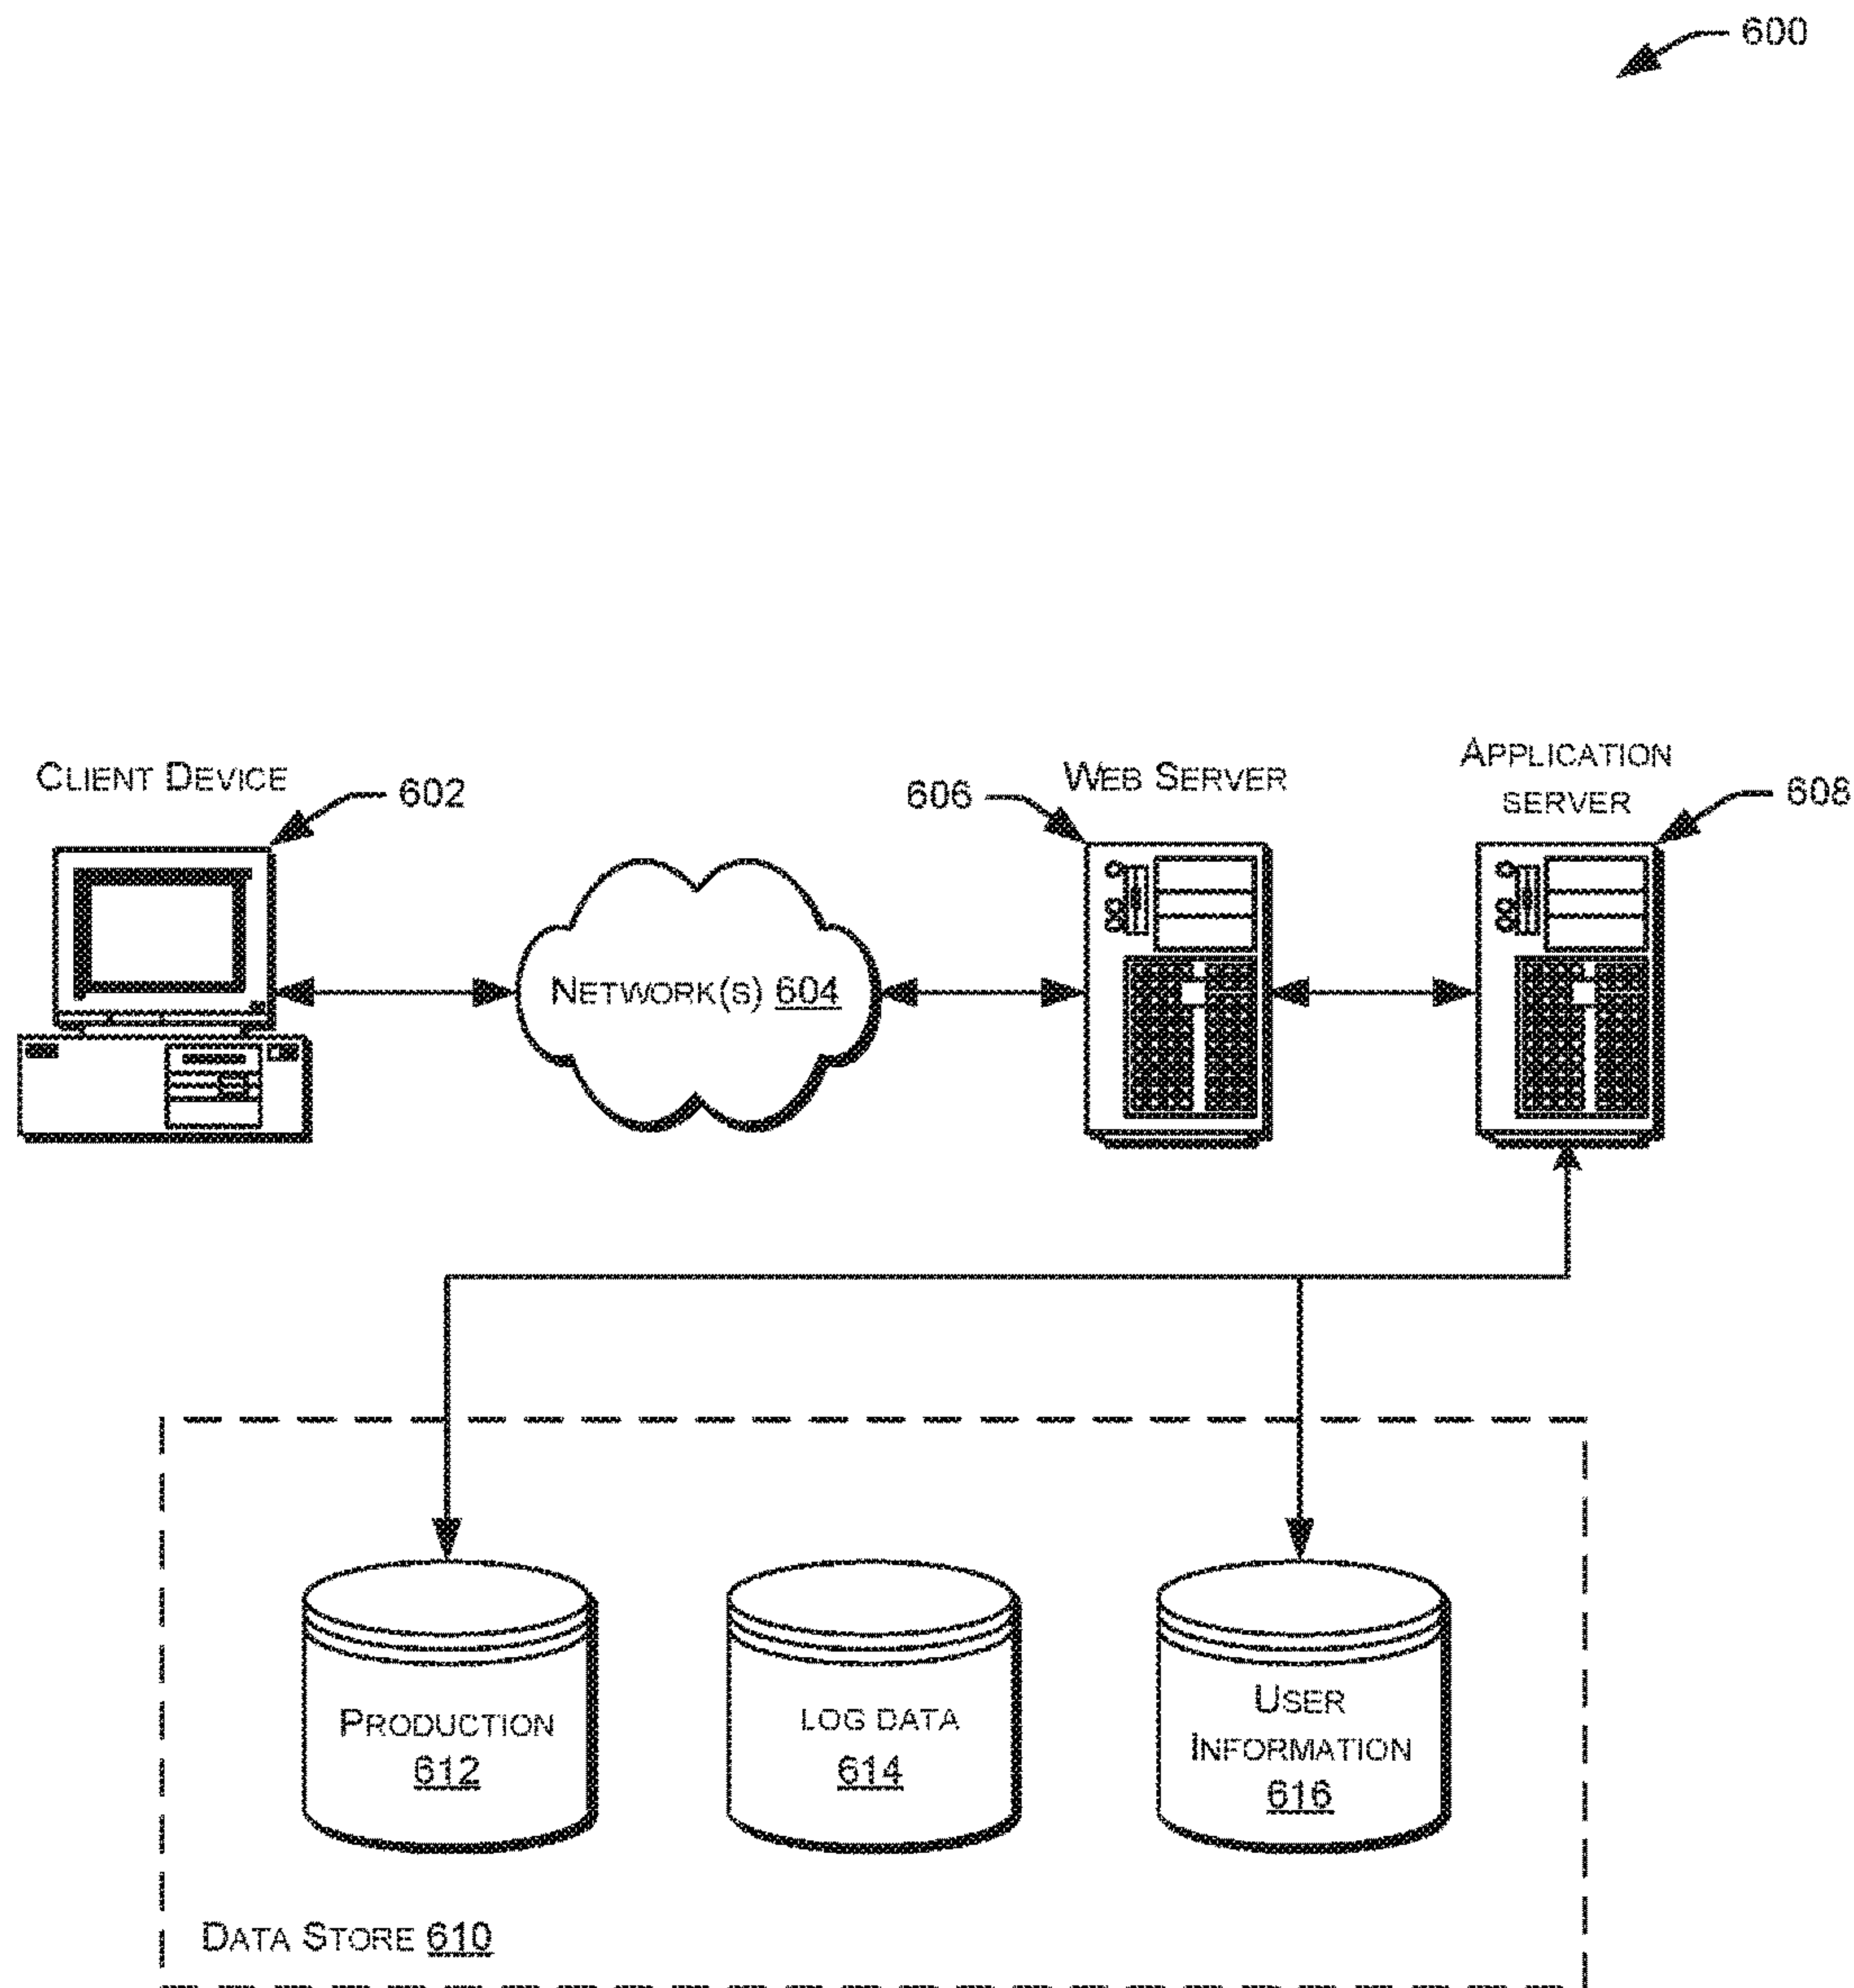 600
CLIENT DEVICE
602
606
WEB SERVER
APPLICATION
SERVER
608
NETWORK(S) 604
PRODUCTION
612
LOG DATA
614
USER
INFORMATION
616
DATA STORE 610